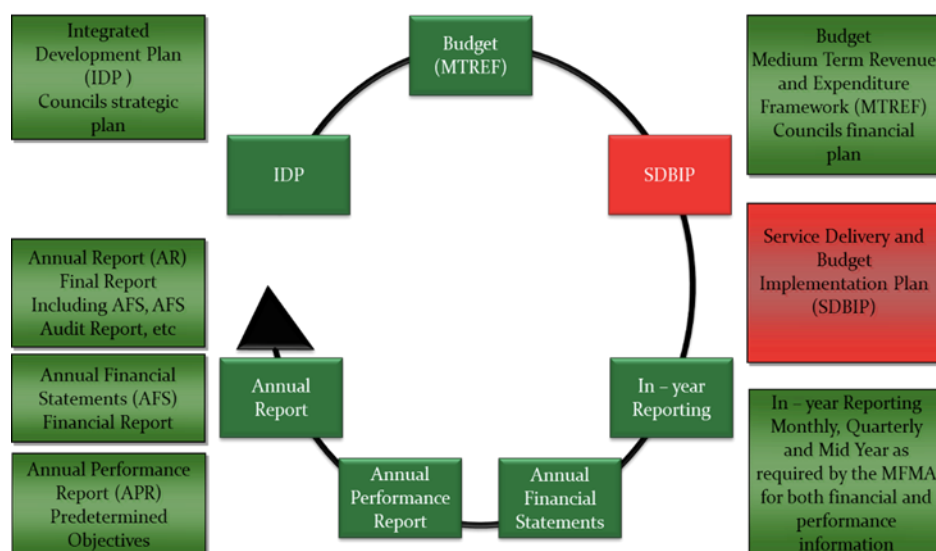 Integrated
Development Plan
(IDP )
Councils strategic
plan
Budget
(MTREF)
Budget
Medium Term Revenue
and Expenditure
Framework (MTREF)
Councils financial
plan
IDP
SDBIP
Service Delivery and
Budget
Implementation Plan
(SDBIP)
Annual Report (AR)
Final Report
Including AFS, AFS
Audit Report, etc
Annual Financial
Statements (AFS)
Financial Report
Annual Performance
Report (APR)
Predetermined
Objectives
Annual
Report
Annual
Performance
Report
Annual
Financial
Statements
In – year
Reporting
In – year Reporting
Monthly, Quarterly
and Mid Year as
required by the MFMA
for both financial and
performance
information